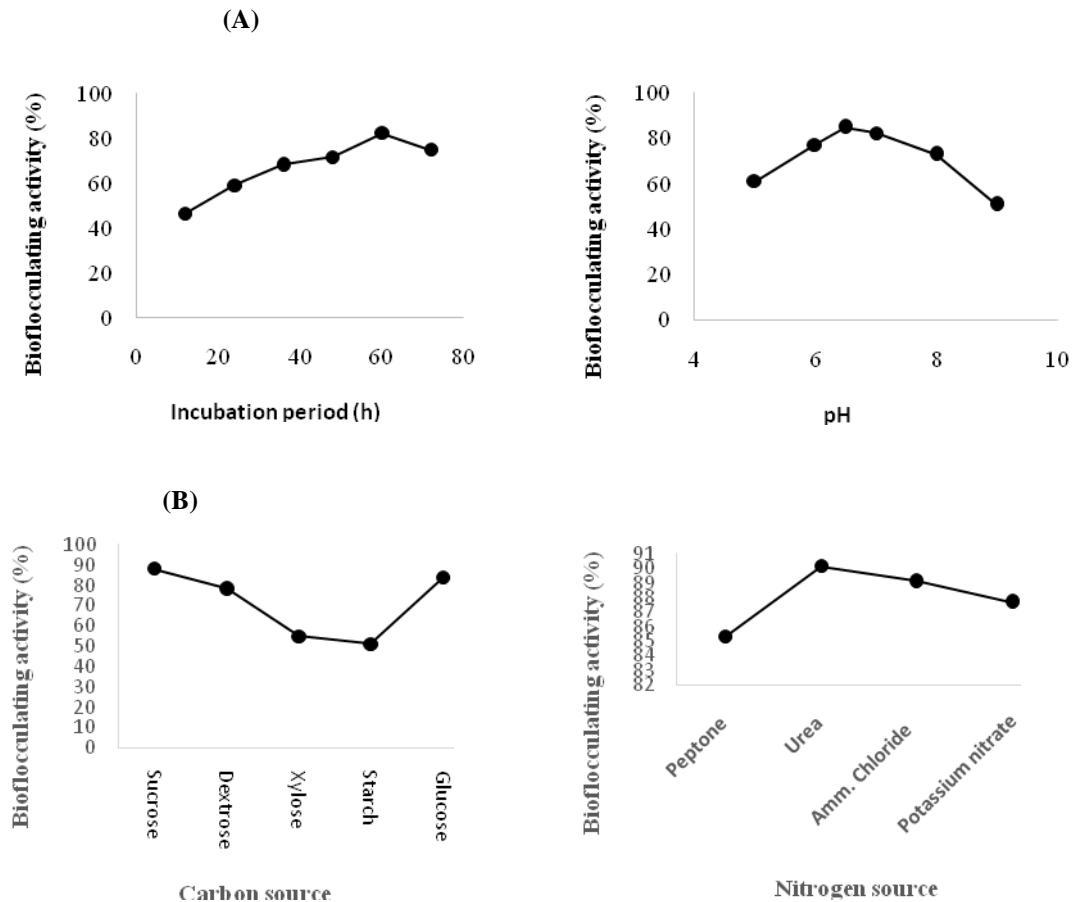 (A)
Bioflocculating activity (%)
100
80
60
40
20
0
0 20 40 60 80
Incubation period (h)
Bioflocculating activity (%)
100
80
60
40
20
0
4 6 8 10
pH
(B)
Bioflocculating activity (%)
100
90
80
70
60
50
40
30
20
10
0
Sucrose
Dextrose
Xylose
Starch
Glucose
Carbon source
Bioflocculating activity (%)
91
90
89
88
87
86
85
84
83
82
Peptone
Urea
Amm. Chloride
Potassium nitrate
Nitrogen source